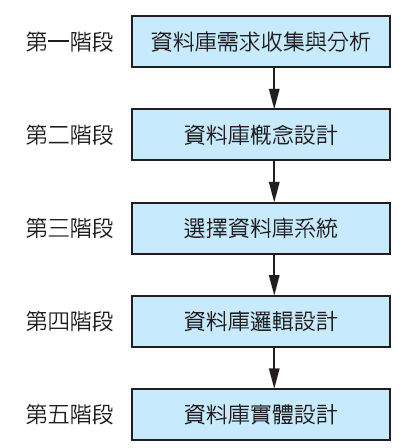 第一階段 資料庫需求收集與分析
第二階段 資料庫概念設計
第三階段 選擇資料庫系統
第四階段 資料庫邏輯設計
第五階段 資料庫實體設計